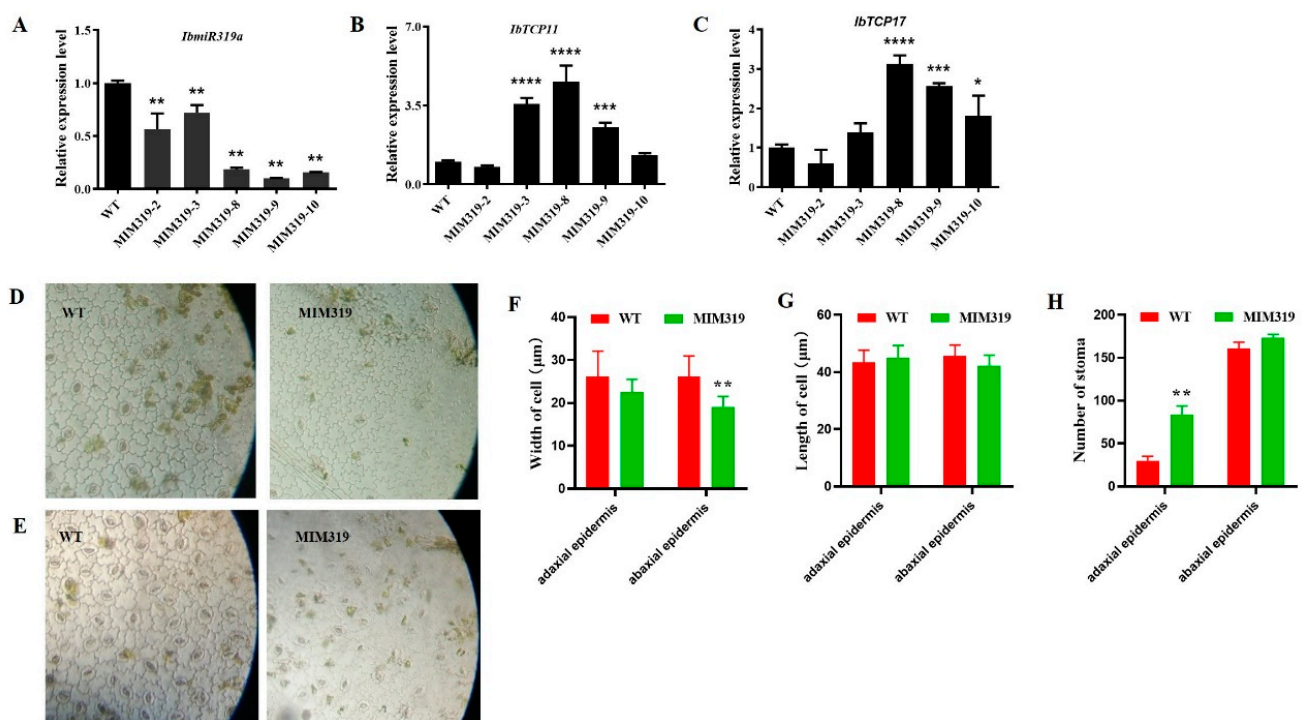 A
IbmiR319a
Relative expression level
1.5
1.0
0.5
0.0
**
**
**
**
**
WT
MIM319-2
MIM319-3
MIM319-8
MIM319-9
MIM319-10
B
IbTCP11
Relative expression level
7.0
3.5
0.0
****
****
***
WT
MIM319-2
MIM319-3
MIM319-8
MIM319-9
MIM319-10
C
IbTCP17
Relative expression level
4
3
2
1
0
****
***
*
WT
MIM319-2
MIM319-3
MIM319-8
MIM319-9
MIM319-10
D
WT
MIM319
E
WT
MIM319
F
WT
MIM319
Width of cell (μm)
40
30
20
10
0
**
adaxial epidermis
abaxial epidermis
G
WT
MIM319
Length of cell (μm)
60
40
20
0
adaxial epidermis
abaxial epidermis
H
WT
MIM319
Number of stoma
200
150
100
50
0
**
adaxial epidermis
abaxial epidermis